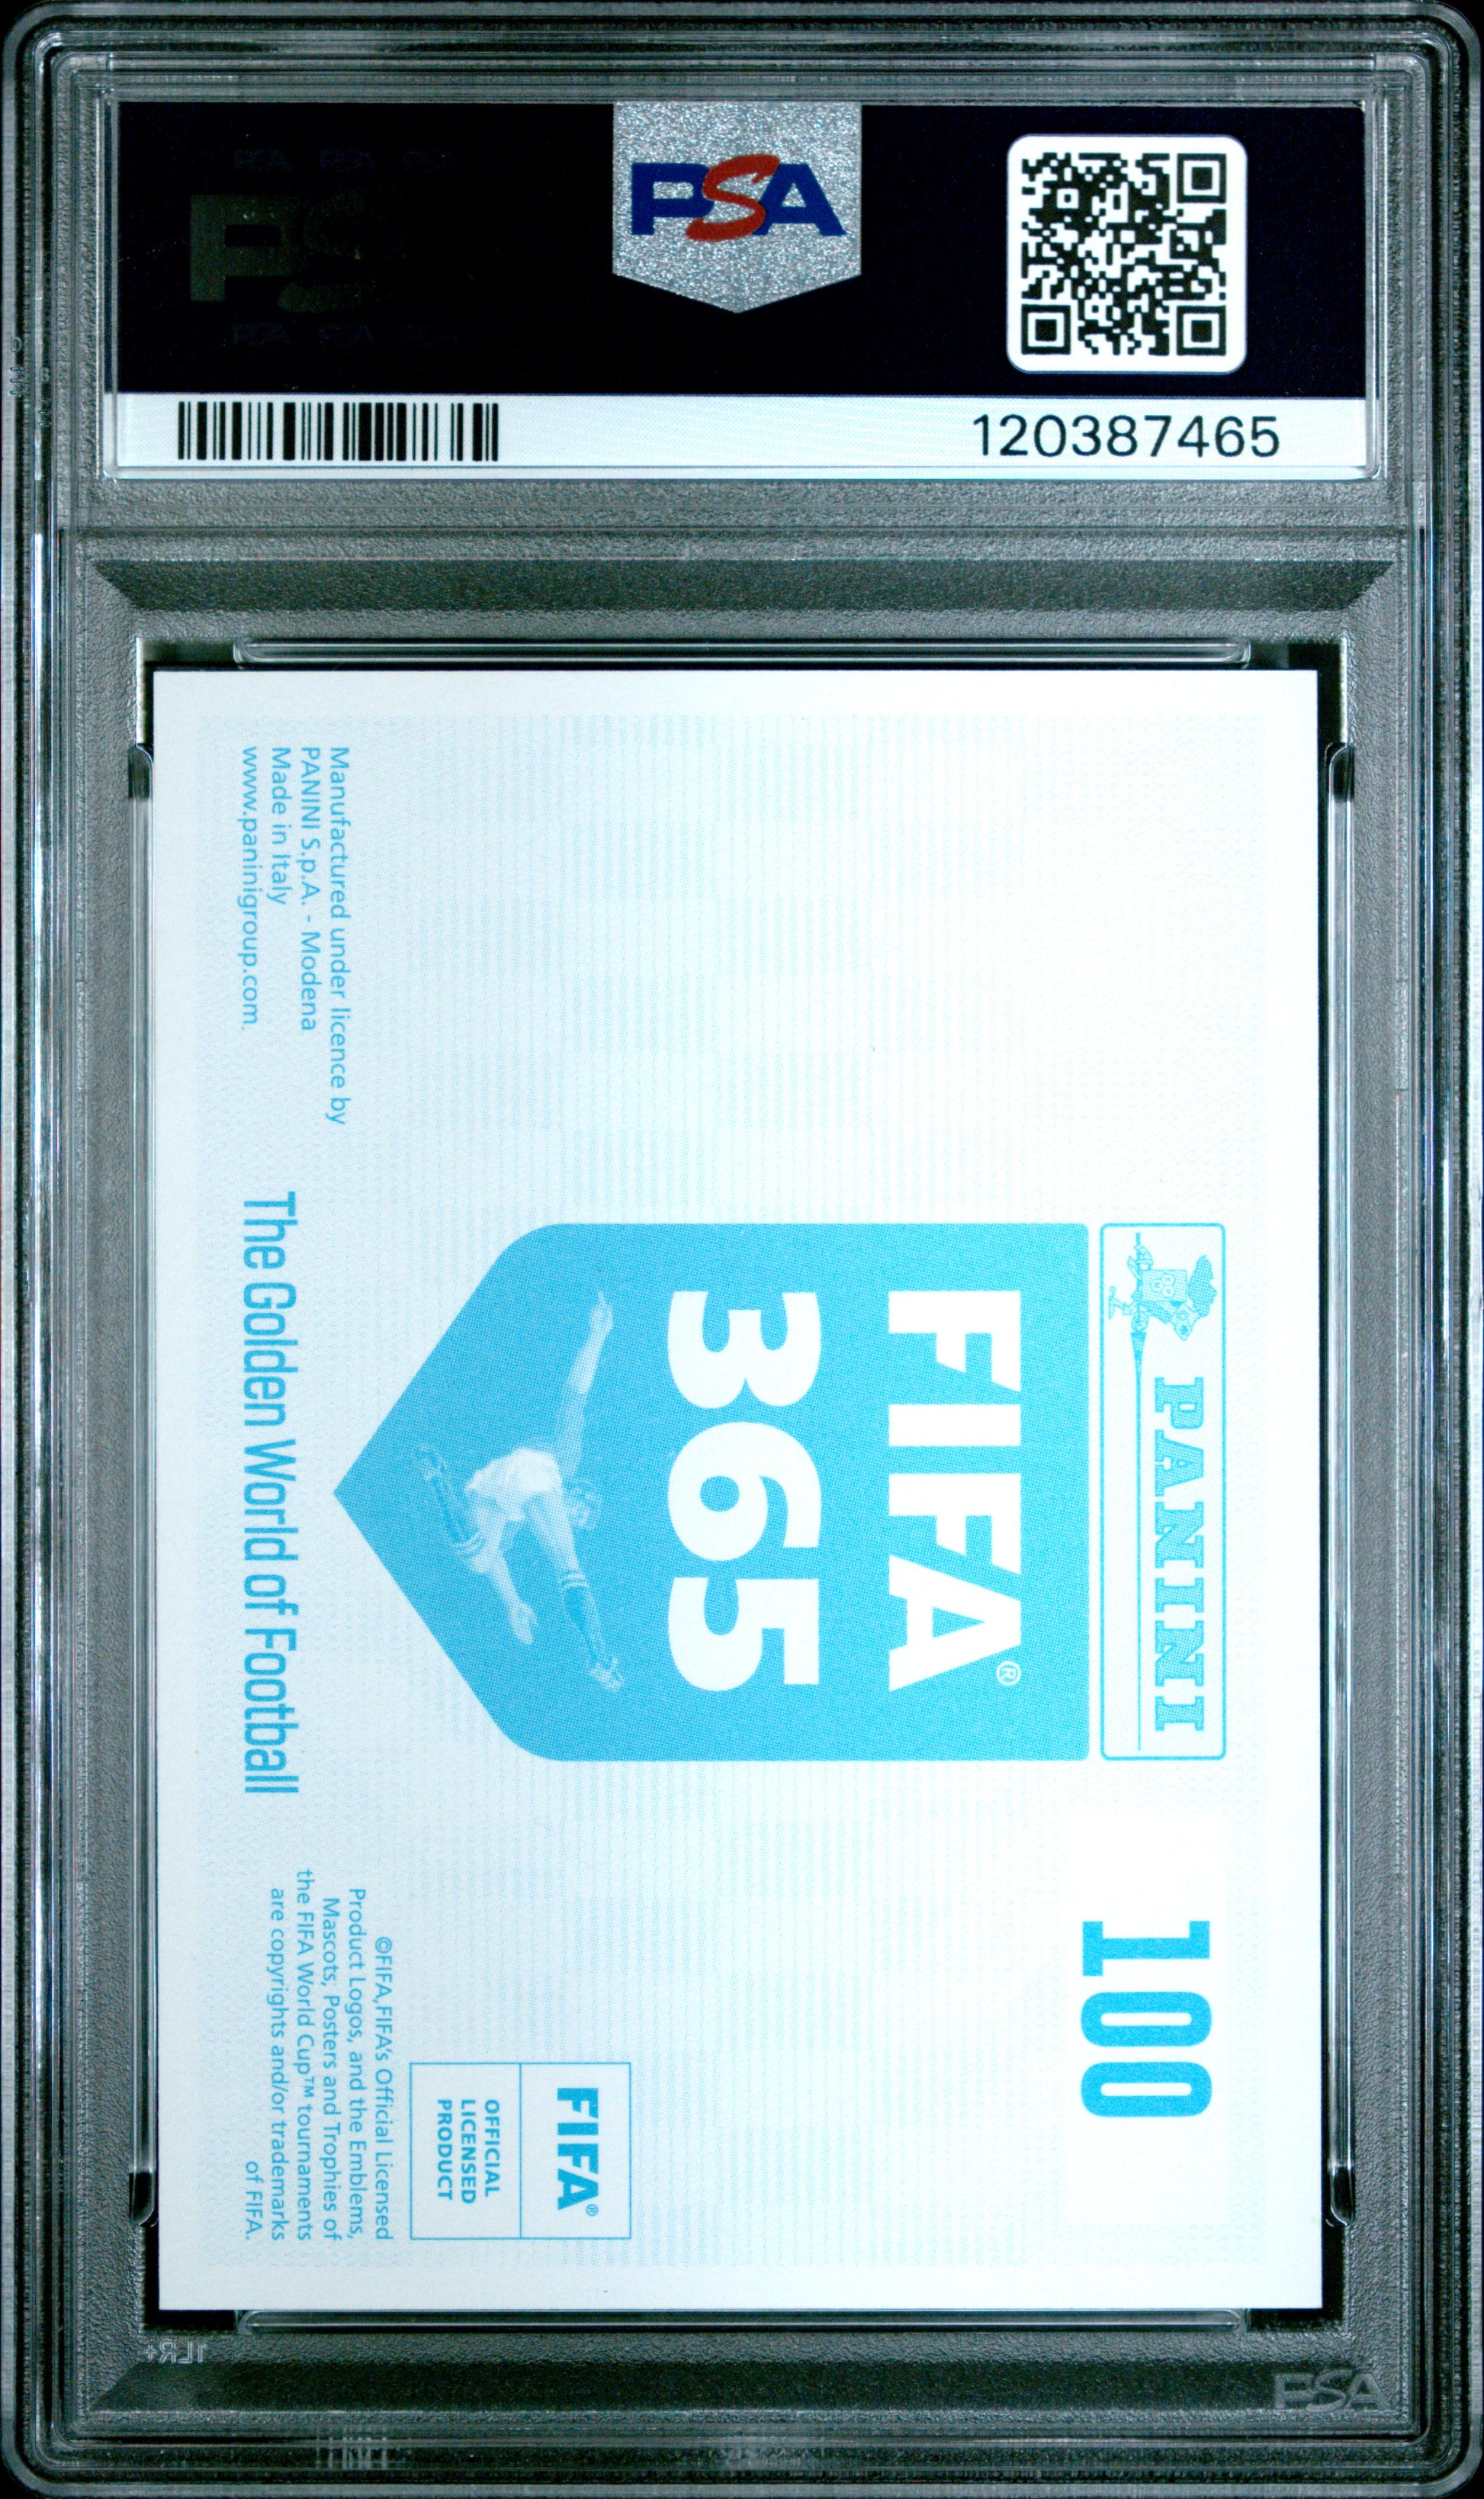 PSA
120387465
PANINI
FIFA®
365
100
The Golden World of Football
Manufactured under licence by
PANINI S.p.A. - Modena
Made in Italy
www.paninigroup.com
FIFA®
OFFICIAL
LICENSED
PRODUCT
©FIFA,FIFA's Official Licensed
Product Logos, and the Emblems,
Mascots, Posters and Trophies of
the FIFA World Cup™ tournaments
are copyrights and/or trademarks
of FIFA.
PSA